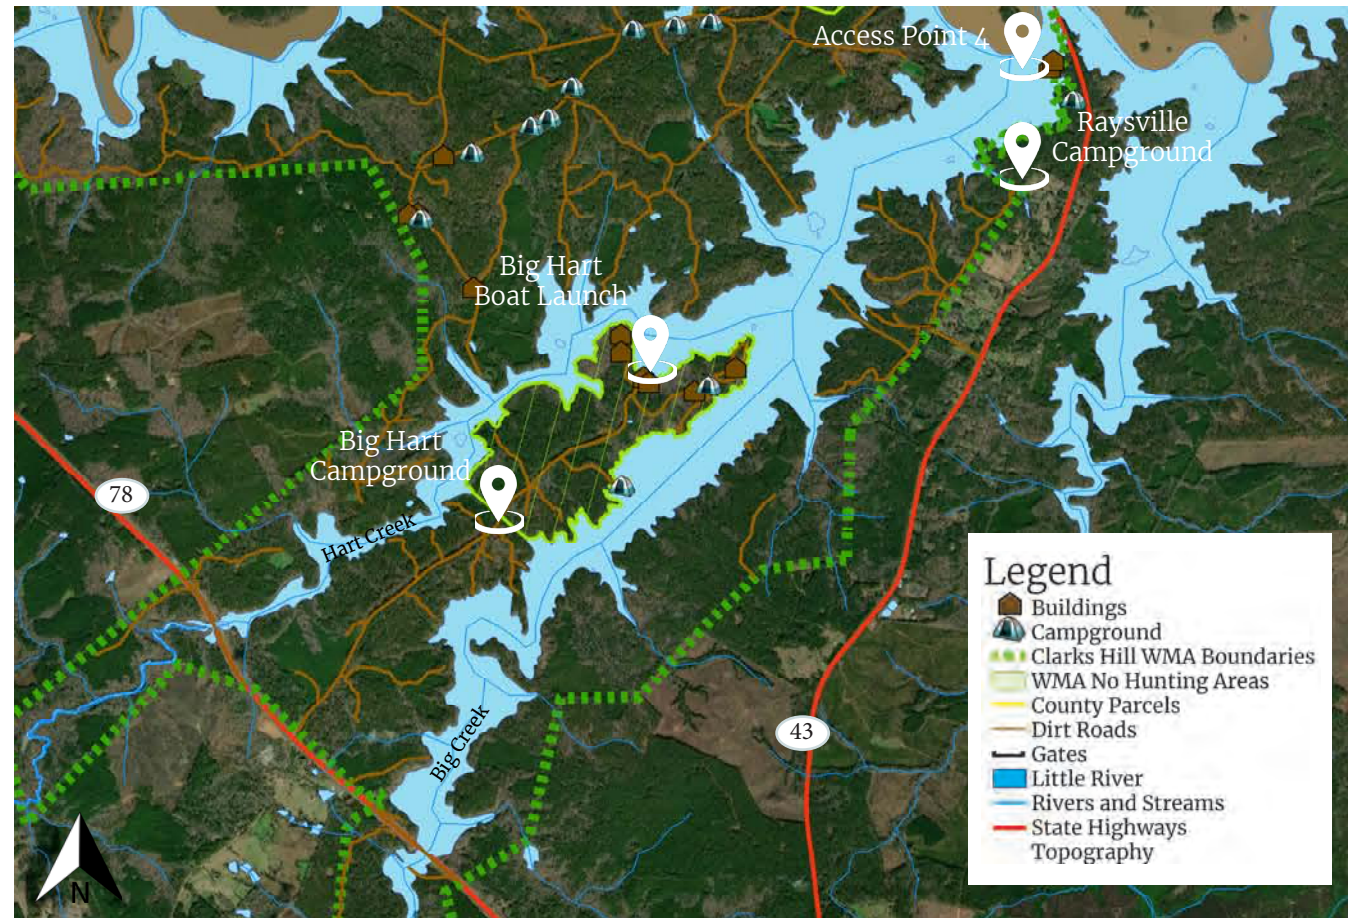 Access Point 4
Raysville
Campground
Big Hart
Boat Launch
Big Hart
Campground
78
Hart Creek
Big Creek
43
N
Legend
Buildings
Campground
Clarks Hill WMA Boundaries
WMA No Hunting Areas
County Parcels
Dirt Roads
Gates
Little River
Rivers and Streams
State Highways
Topography